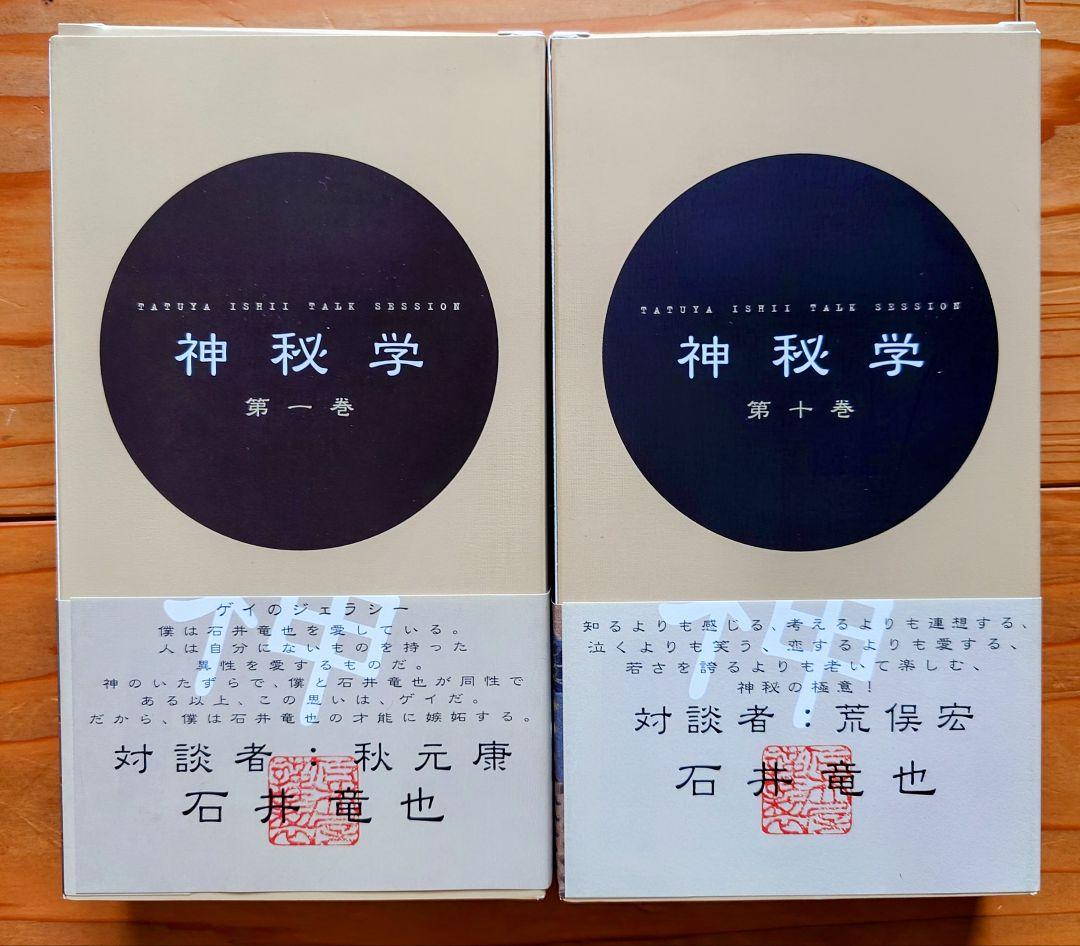 TATUYA ISHII TALK SESSION
神秘学
第一巻
神
ゲイのジェラシー
僕は石井竜也を愛している。
人は自分にないものを持った
異性を愛するものだ。
神のいたずらで、僕と石井竜也が同性で
ある以上、この思いは、ゲイだ。
だから、僕は石井竜也の才能に嫉妬する。
対談者：秋元康
石井竜也
TATUYA ISHII TALK SESSION
神秘学
第十巻
神
知るよりも感じる、考えるよりも連想する、
泣くよりも笑う、恋するよりも愛する、
若さを誇るよりも老いて楽しむ、
神秘の極意！
対談者：荒俣宏
石井竜也